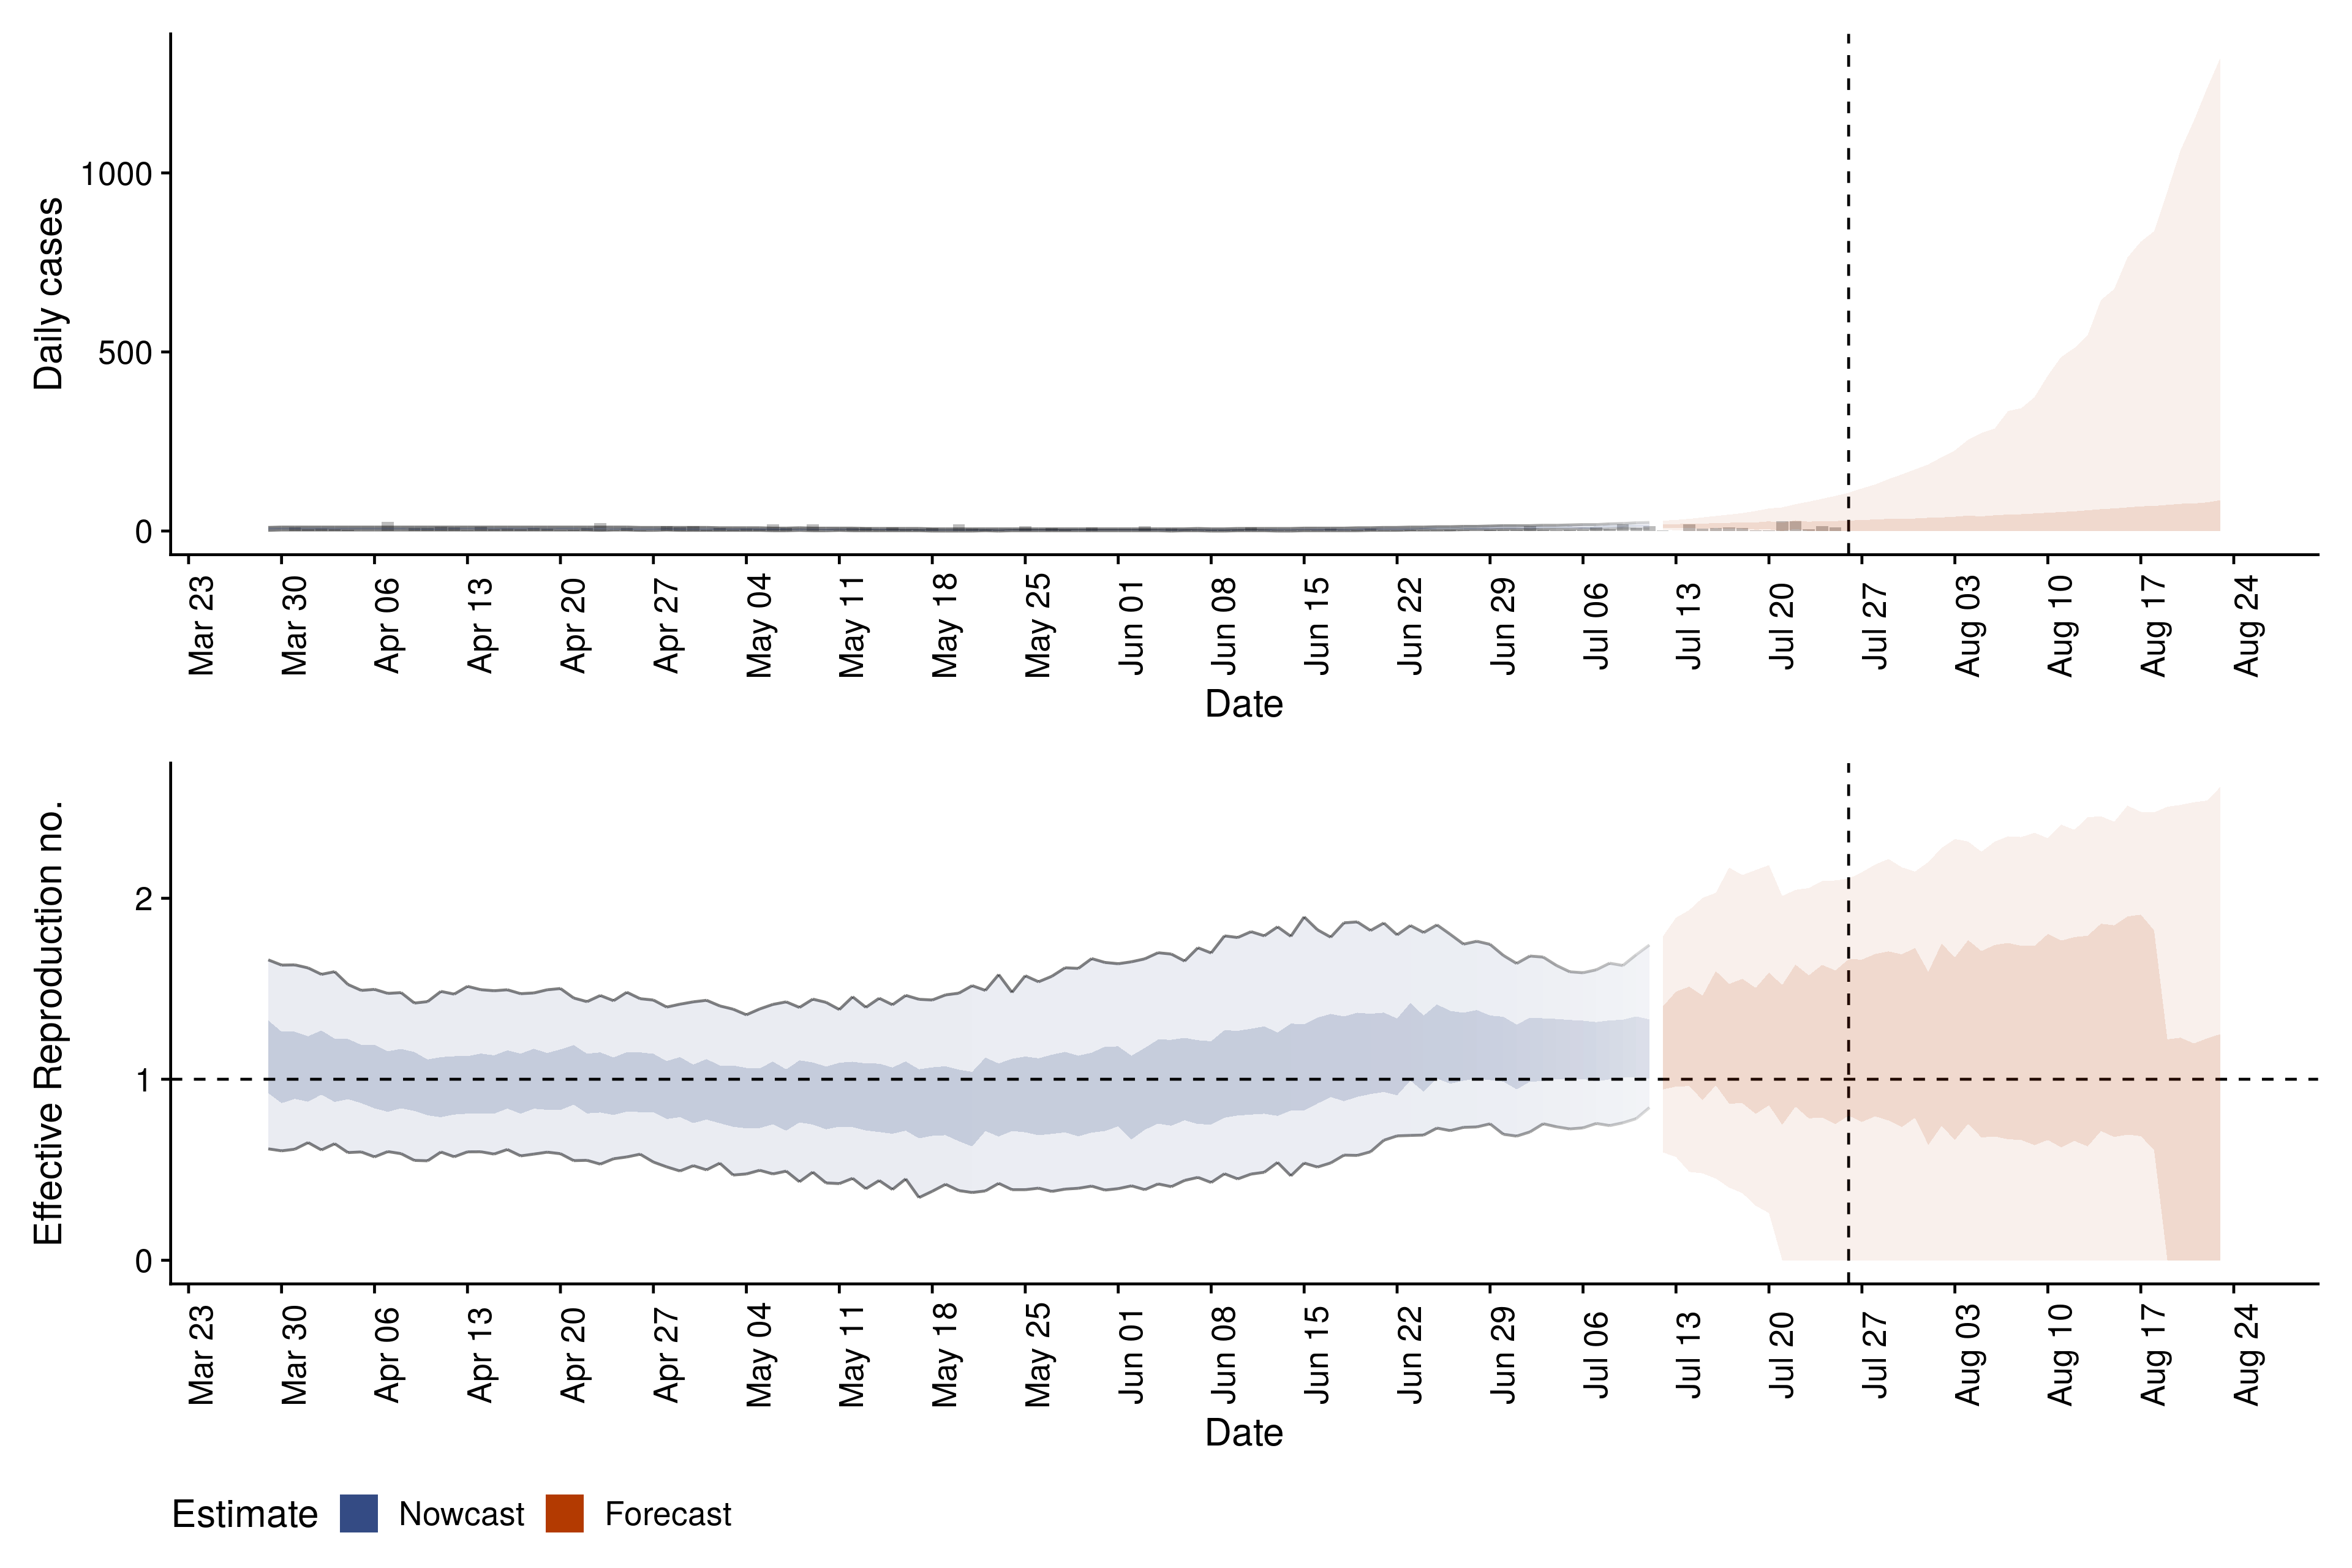 Daily cases
1000
500
0
Mar 23
Mar 30
Apr 06
Apr 13
Apr 20
Apr 27
May 04
May 11
May 18
May 25
Jun 01
Jun 08
Jun 15
Jun 22
Jun 29
Jul 06
Jul 13
Jul 20
Jul 27
Aug 03
Aug 10
Aug 17
Aug 24
Date
Effective Reproduction no.
2
1
0
Mar 23
Mar 30
Apr 06
Apr 13
Apr 20
Apr 27
May 04
May 11
May 18
May 25
Jun 01
Jun 08
Jun 15
Jun 22
Jun 29
Jul 06
Jul 13
Jul 20
Jul 27
Aug 03
Aug 10
Aug 17
Aug 24
Date
Estimate Nowcast Forecast